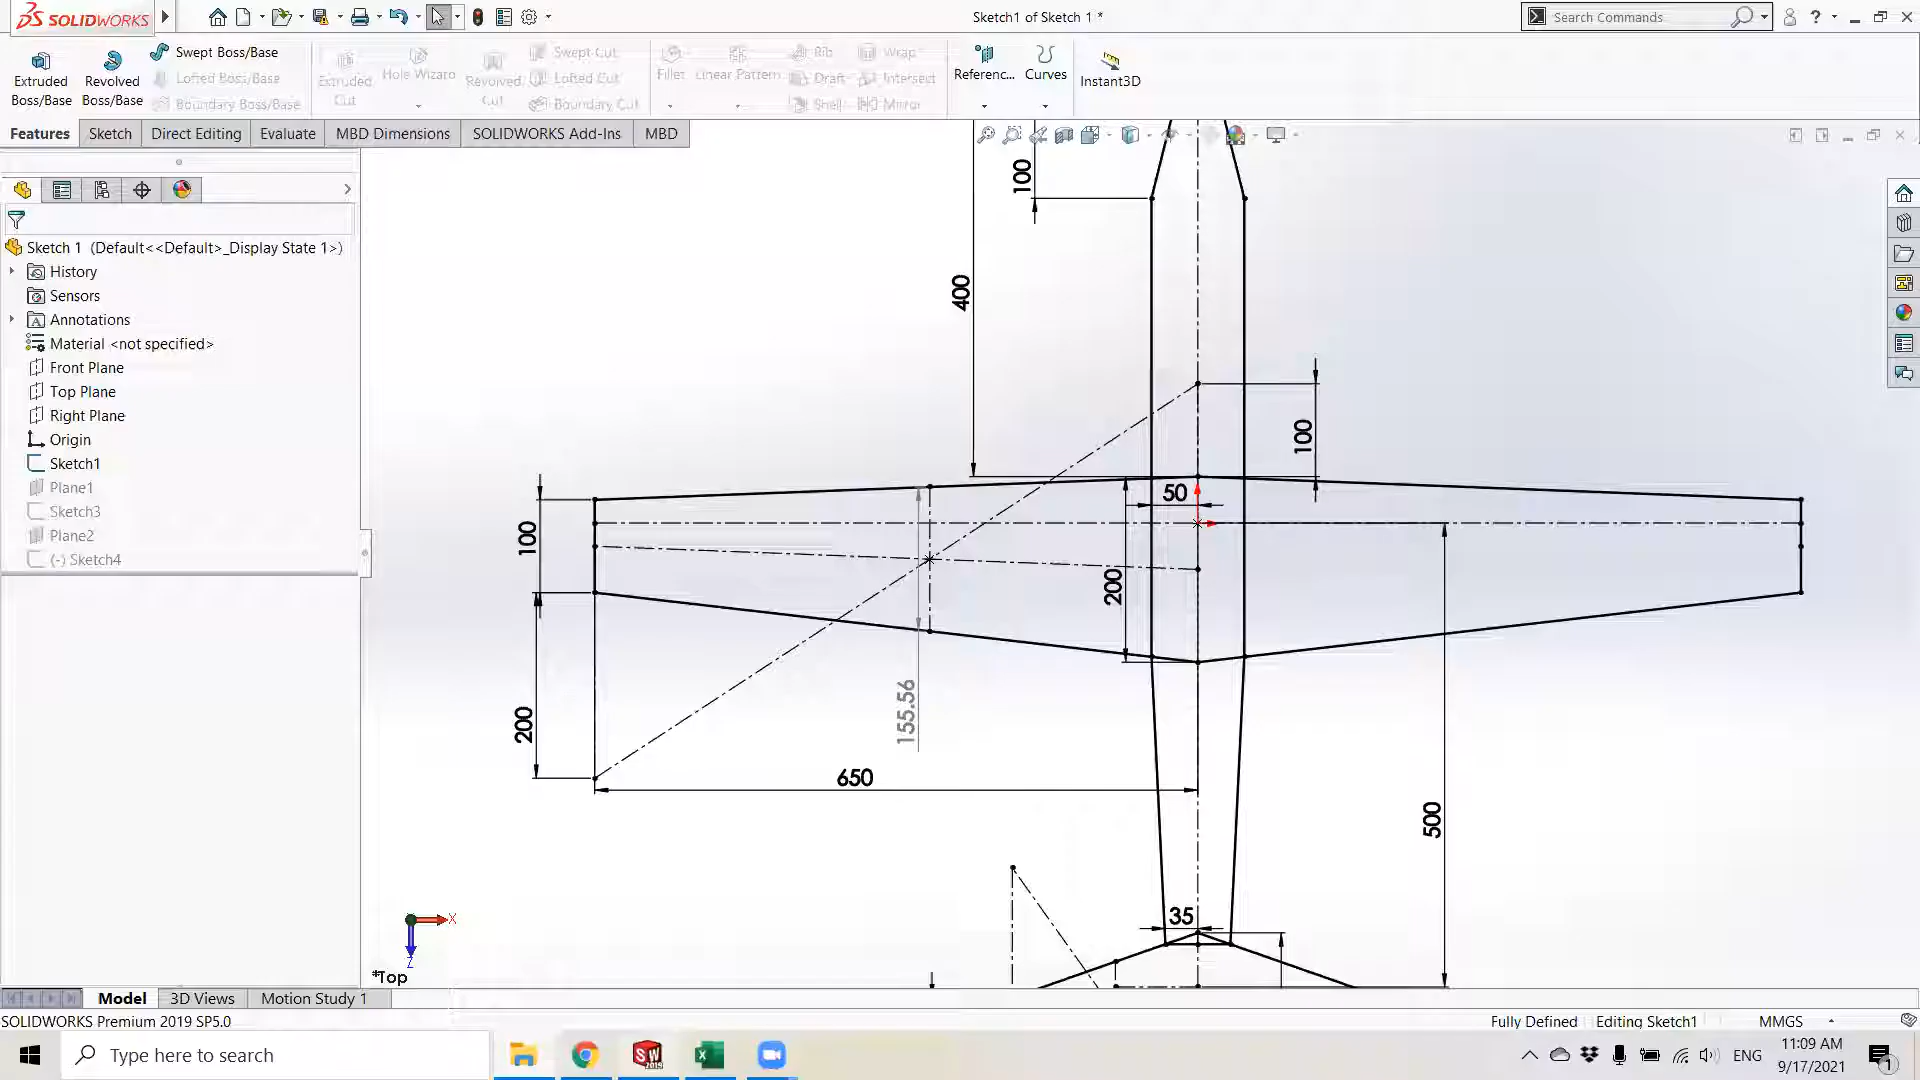 SOLIDWORKS
Sketch1 of Sketch 1 *
Search Commands
Extruded Boss/Base
Revolved Boss/Base
Swept Boss/Base
Lofted Boss/Base
Boundary Boss/Base
Extruded Cut
Hole Wizard
Revolved Cut
Swept Cut
Lofted Cut
Boundary Cut
Fillet
Linear Pattern
Rib
Draft
Shell
Wrap
Intersect
Mirror
Referenc...
Curves
Instant3D
Features
Sketch
Direct Editing
Evaluate
MBD Dimensions
SOLIDWORKS Add-Ins
MBD
Sketch 1 (Default<<Default>_Display State 1>)
History
Sensors
Annotations
Material <not specified>
Front Plane
Top Plane
Right Plane
Origin
Sketch1
Plane1
Sketch3
Plane2
(-) Sketch4
100
400
100
50
100
200
200
155.56
650
500
35
X
Z
*Top
Model
3D Views
Motion Study 1
SOLIDWORKS Premium 2019 SP5.0
Fully Defined
Editing Sketch1
MMGS
Type here to search
SW
2019
ENG
11:09 AM
9/17/2021
1